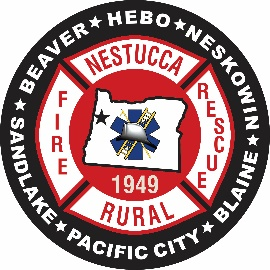 BEAVER ★ HEBO ★ NESKOWIN
SANDLAKE ★ PACIFIC CITY ★ BLAINE
NESTUCCA
FIRE
RESCUE
1949
RURAL